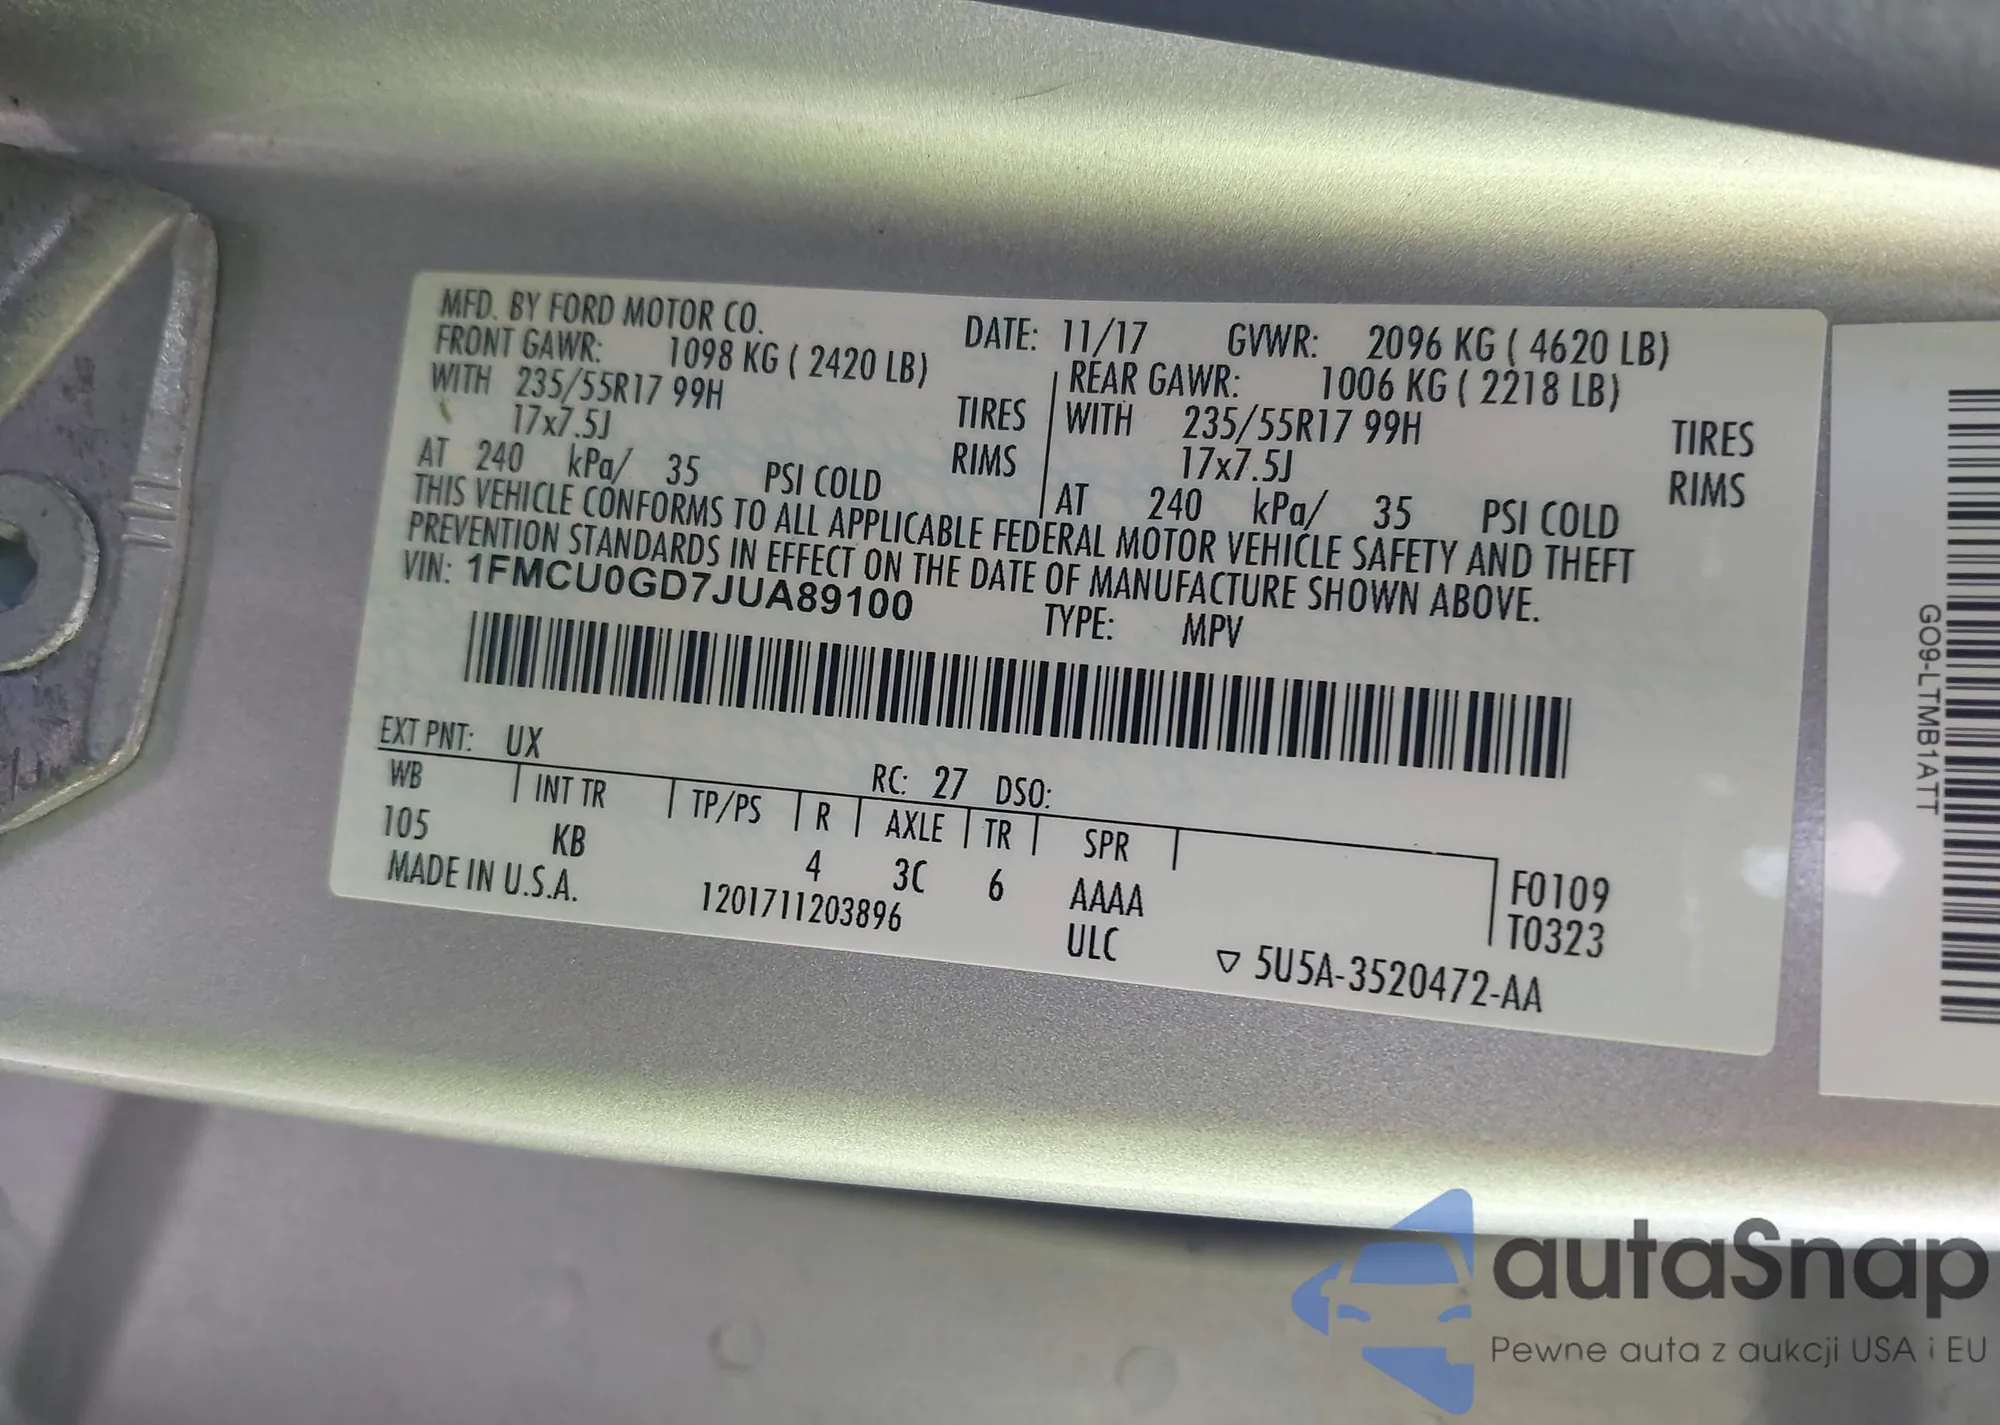 MFD. BY FORD MOTOR CO. DATE: 11/17 GVWR: 2096 KG ( 4620 LB)
FRONT GAWR: 1098 KG ( 2420 LB) REAR GAWR: 1006 KG ( 2218 LB)
WITH 235/55R17 99H TIRES WITH 235/55R17 99H TIRES
17x7.5J RIMS 17x7.5J RIMS
AT 240 kPa/ 35 PSI COLD AT 240 kPa/ 35 PSI COLD
THIS VEHICLE CONFORMS TO ALL APPLICABLE FEDERAL MOTOR VEHICLE SAFETY AND THEFT
PREVENTION STANDARDS IN EFFECT ON THE DATE OF MANUFACTURE SHOWN ABOVE.
VIN: 1FMCU0GD7JUA89100 TYPE: MPV
EXT PNT: UX RC: 27 DSO:
WB INT TR TP/PS R AXLE TR SPR
105 KB 4 3C 6 AAAA F0109
MADE IN U.S.A. 1201711203896 ULC T0323
▽ 5U5A-3520472-AA
GO9-LTMB1ATT
autaSnap
Pewne auta z aukcji USA i EU